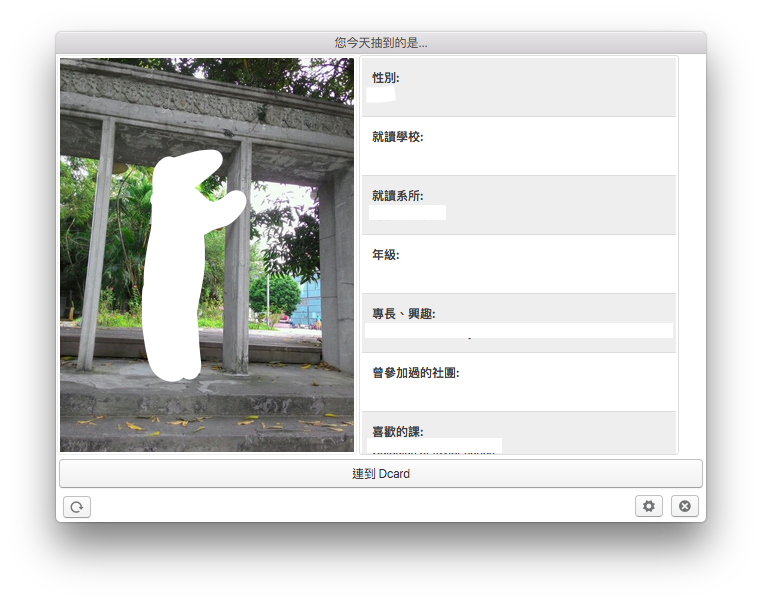 您今天抽到的是...
性別:
就讀學校:
就讀系所:
年級:
專長、興趣:
曾參加過的社團:
喜歡的課:
連到 Dcard